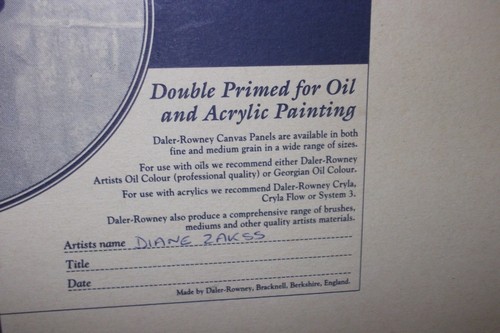 Double Primed for Oil
and Acrylic Painting
Daler-Rowney Canvas Panels are available in both
fine and medium grain in a wide range of sizes.
For use with oils we recommend either Daler-Rowney
Artists Oil Colour (professional quality) or Georgian Oil Colour.
For use with acrylics we recommend Daler-Rowney Cryla,
Cryla Flow or System 3.
Daler-Rowney also produce a comprehensive range of brushes,
mediums and other quality artists materials.
Artists name DIANE ZAKSS
Title
Date
Made by Daler-Rowney, Bracknell, Berkshire, England.